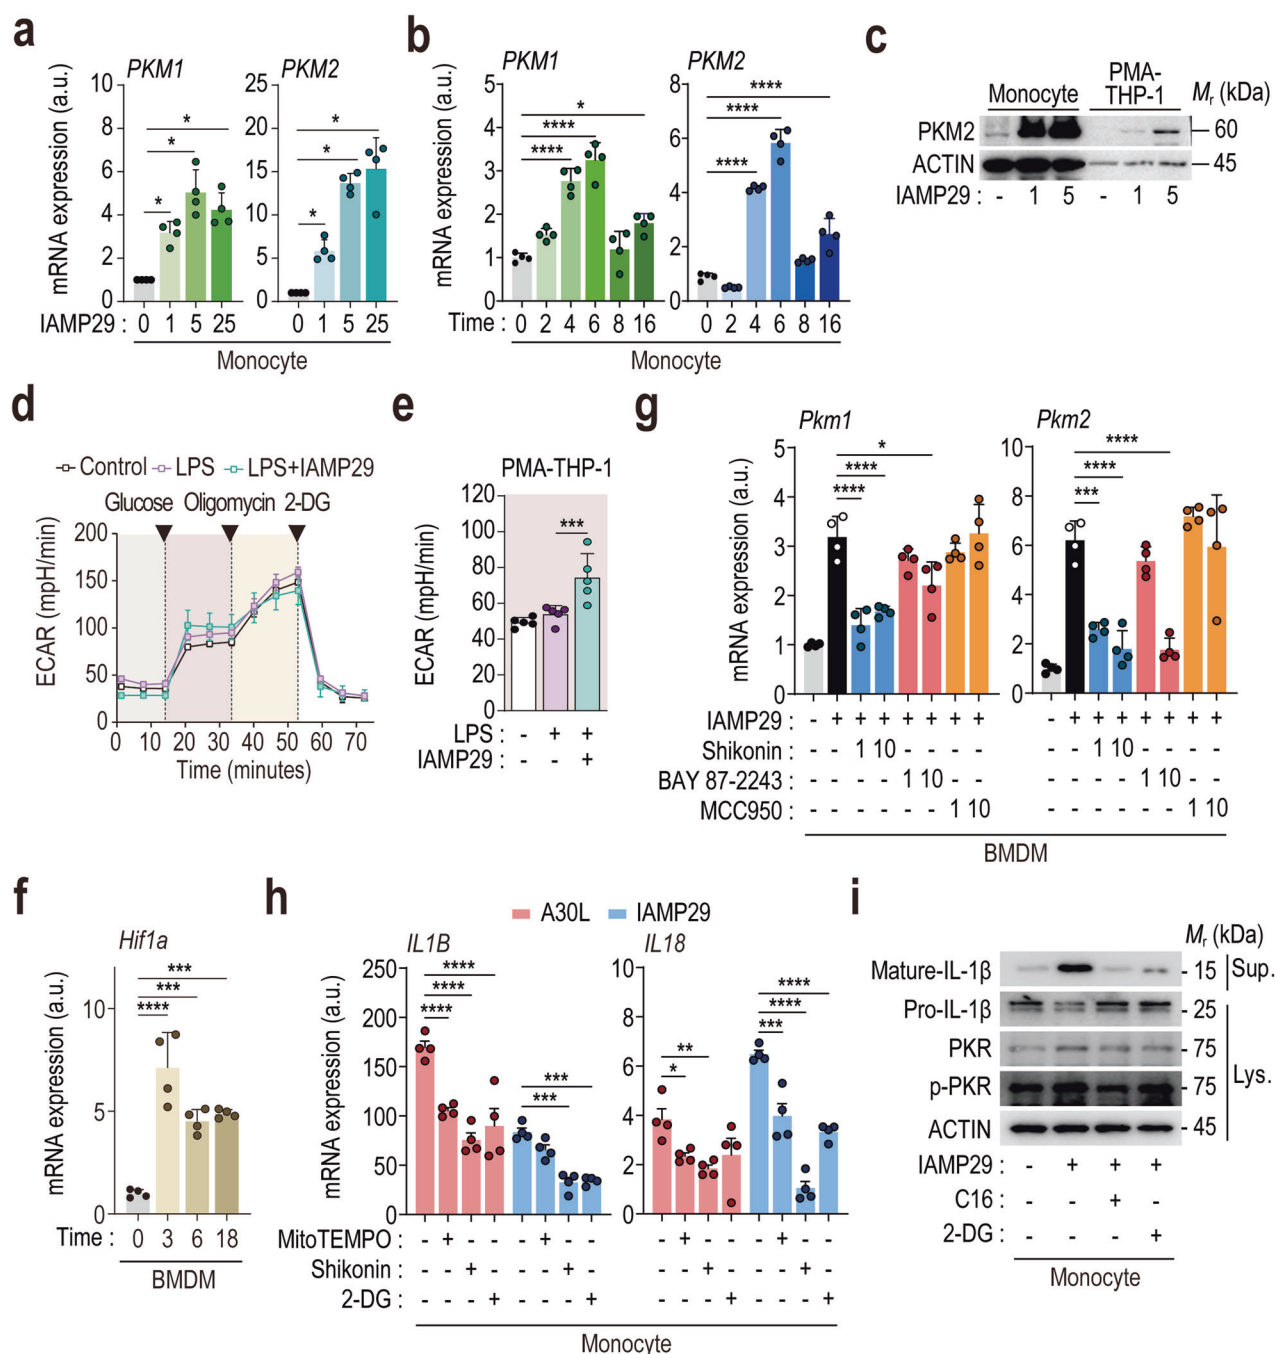 a
PKM1
PKM2
mRNA expression (a.u.)
10
8
6
4
2
0
25
20
15
10
5
0
*
*
*
*
*
*
IAMP29 : 0 1 5 25 0 1 5 25
Monocyte
b
PKM1
PKM2
mRNA expression (a.u.)
5
4
3
2
1
0
8
6
4
2
0
*
****
****
****
****
****
Time : 0 2 4 6 8 16 0 2 4 6 8 16
Monocyte
c
Monocyte
PMA-
THP-1
Mr (kDa)
PKM2
60
ACTIN
45
IAMP29 : - 1 5 - 1 5
d
Control LPS LPS+IAMP29
Glucose Oligomycin 2-DG
ECAR (mpH/min)
200
150
100
50
0
0 10 20 30 40 50 60 70
Time (minutes)
e
PMA-THP-1
ECAR (mpH/min)
120
100
80
60
40
20
0
***
LPS : - + +
IAMP29 : - - +
g
Pkm1
Pkm2
mRNA expression (a.u.)
5
4
3
2
1
0
10
8
6
4
2
0
*
****
****
****
****
***
IAMP29 : - + + + + + + + - + + + + + + +
Shikonin : - - 1 10 - - - - - - 1 10 - - - -
BAY 87-2243 : - - - - 1 10 - - - - - - 1 10 - -
MCC950 : - - - - - - 1 10 - - - - - - 1 10
BMDM
f
Hif1a
mRNA expression (a.u.)
10
5
0
***
***
****
Time : 0 3 6 18
BMDM
h
A30L IAMP29
IL1B
IL18
mRNA expression (a.u.)
250
200
150
100
50
0
10
8
6
4
2
0
****
****
****
***
***
**
*
****
****
***
MitoTEMPO : - + - - - + - - - + - - - + - -
Shikonin : - - + - - - + - - - + - - - + -
2-DG : - - - + - - - + - - - + - - - +
Monocyte
i
Mr (kDa)
Mature-IL-1β
15
Sup.
Pro-IL-1β
25
PKR
75
p-PKR
75
ACTIN
45
Lys.
IAMP29 : - + + +
C16 : - - + -
2-DG : - - - +
Monocyte